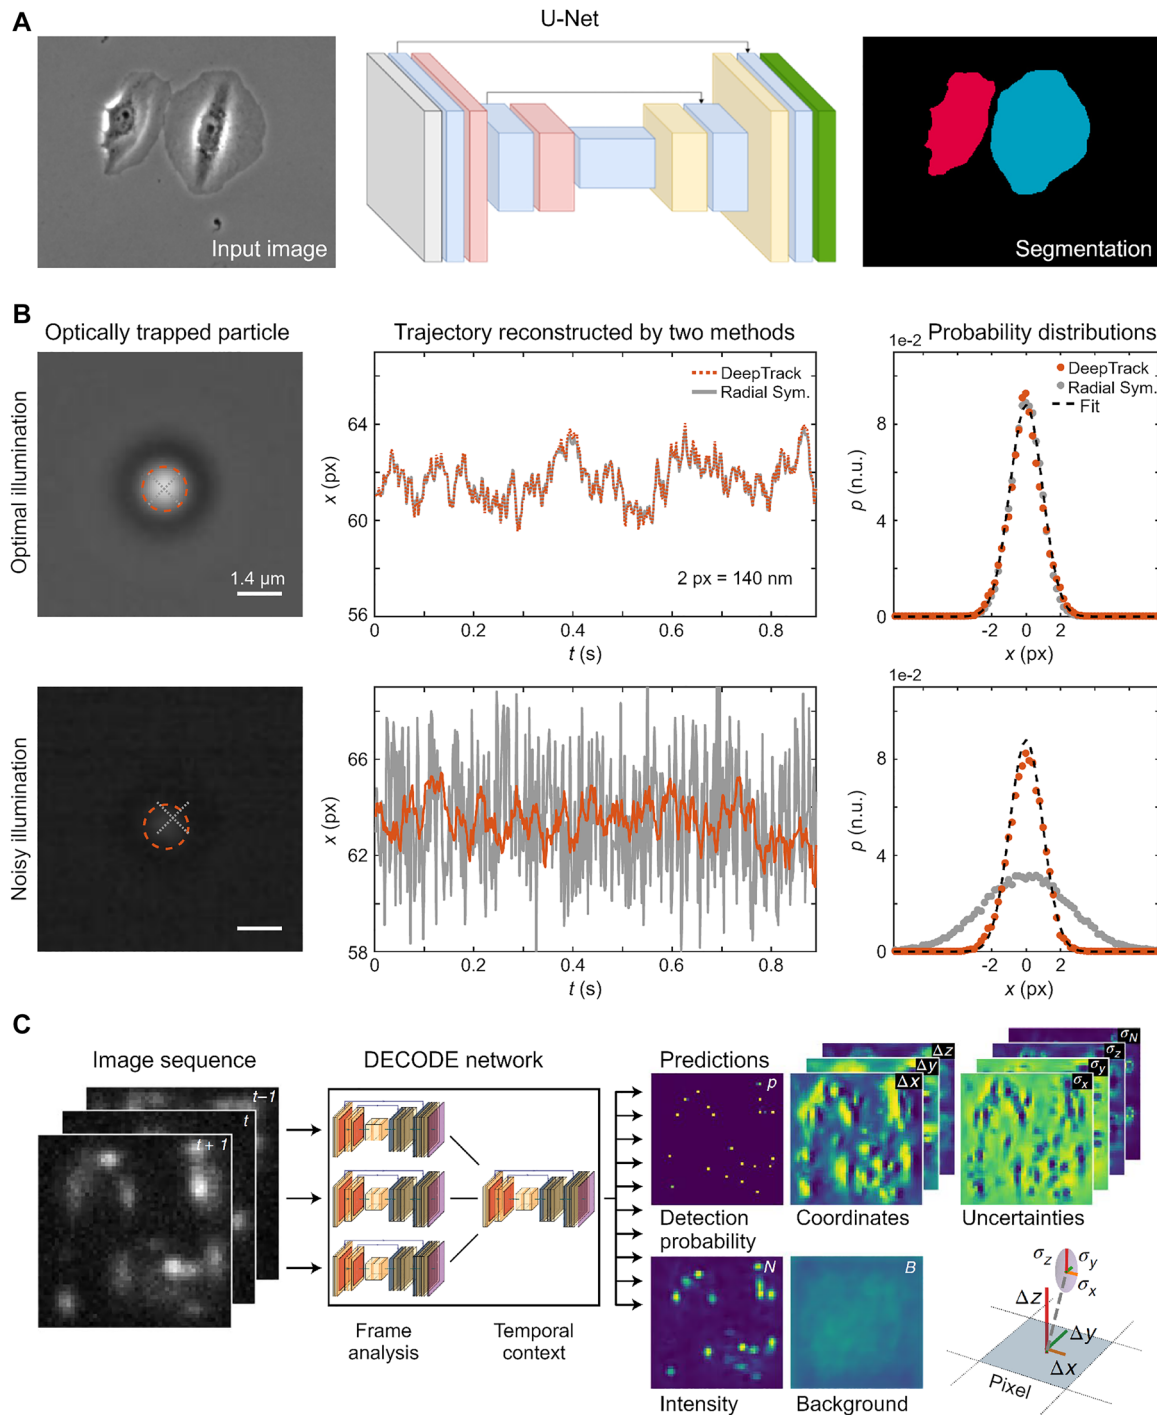 A
U-Net
Input image
Segmentation
B
Optically trapped particle
Trajectory reconstructed by two methods
Probability distributions
Optimal illumination
1.4 µm
x (px)
64
60
56
DeepTrack
Radial Sym.
2 px = 140 nm
0 0.2 0.4 0.6 0.8
t (s)
1e-2
p (n.u.)
8
4
0
DeepTrack
Radial Sym.
Fit
-2 0 2
x (px)
Noisy illumination
x (px)
66
62
58
0 0.2 0.4 0.6 0.8
t (s)
1e-2
p (n.u.)
8
4
0
-2 0 2
x (px)
C
Image sequence
t−1
t
t + 1
DECODE network
Frame
analysis
Temporal
context
Predictions
p
Detection
probability
Δz
Δy
Δx
Coordinates
σN
σz
σy
σx
Uncertainties
N
Intensity
B
Background
σz
σy
σx
Δz
Δy
Δx
Pixel